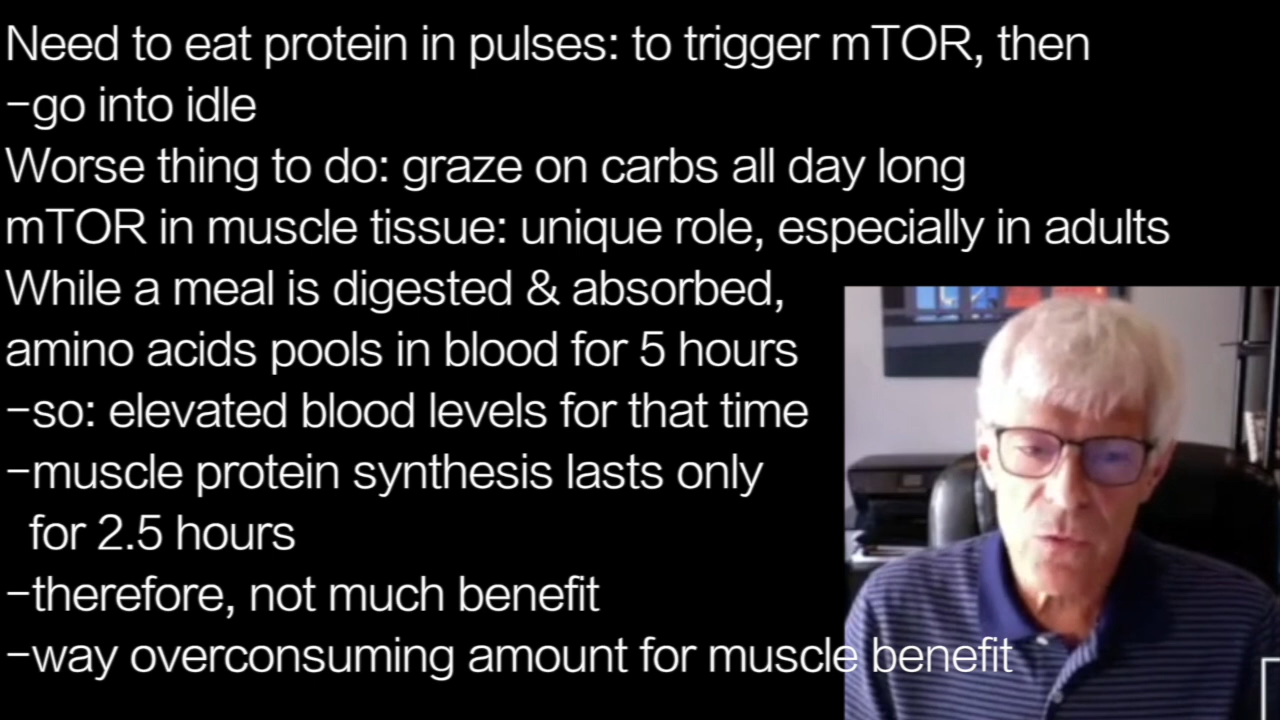 Need to eat protein in pulses: to trigger mTOR, then
-go into idle
Worse thing to do: graze on carbs all day long
mTOR in muscle tissue: unique role, especially in adults
While a meal is digested & absorbed,
amino acids pools in blood for 5 hours
-so: elevated blood levels for that time
-muscle protein synthesis lasts only
for 2.5 hours
-therefore, not much benefit
-way overconsuming amount for muscle benefit